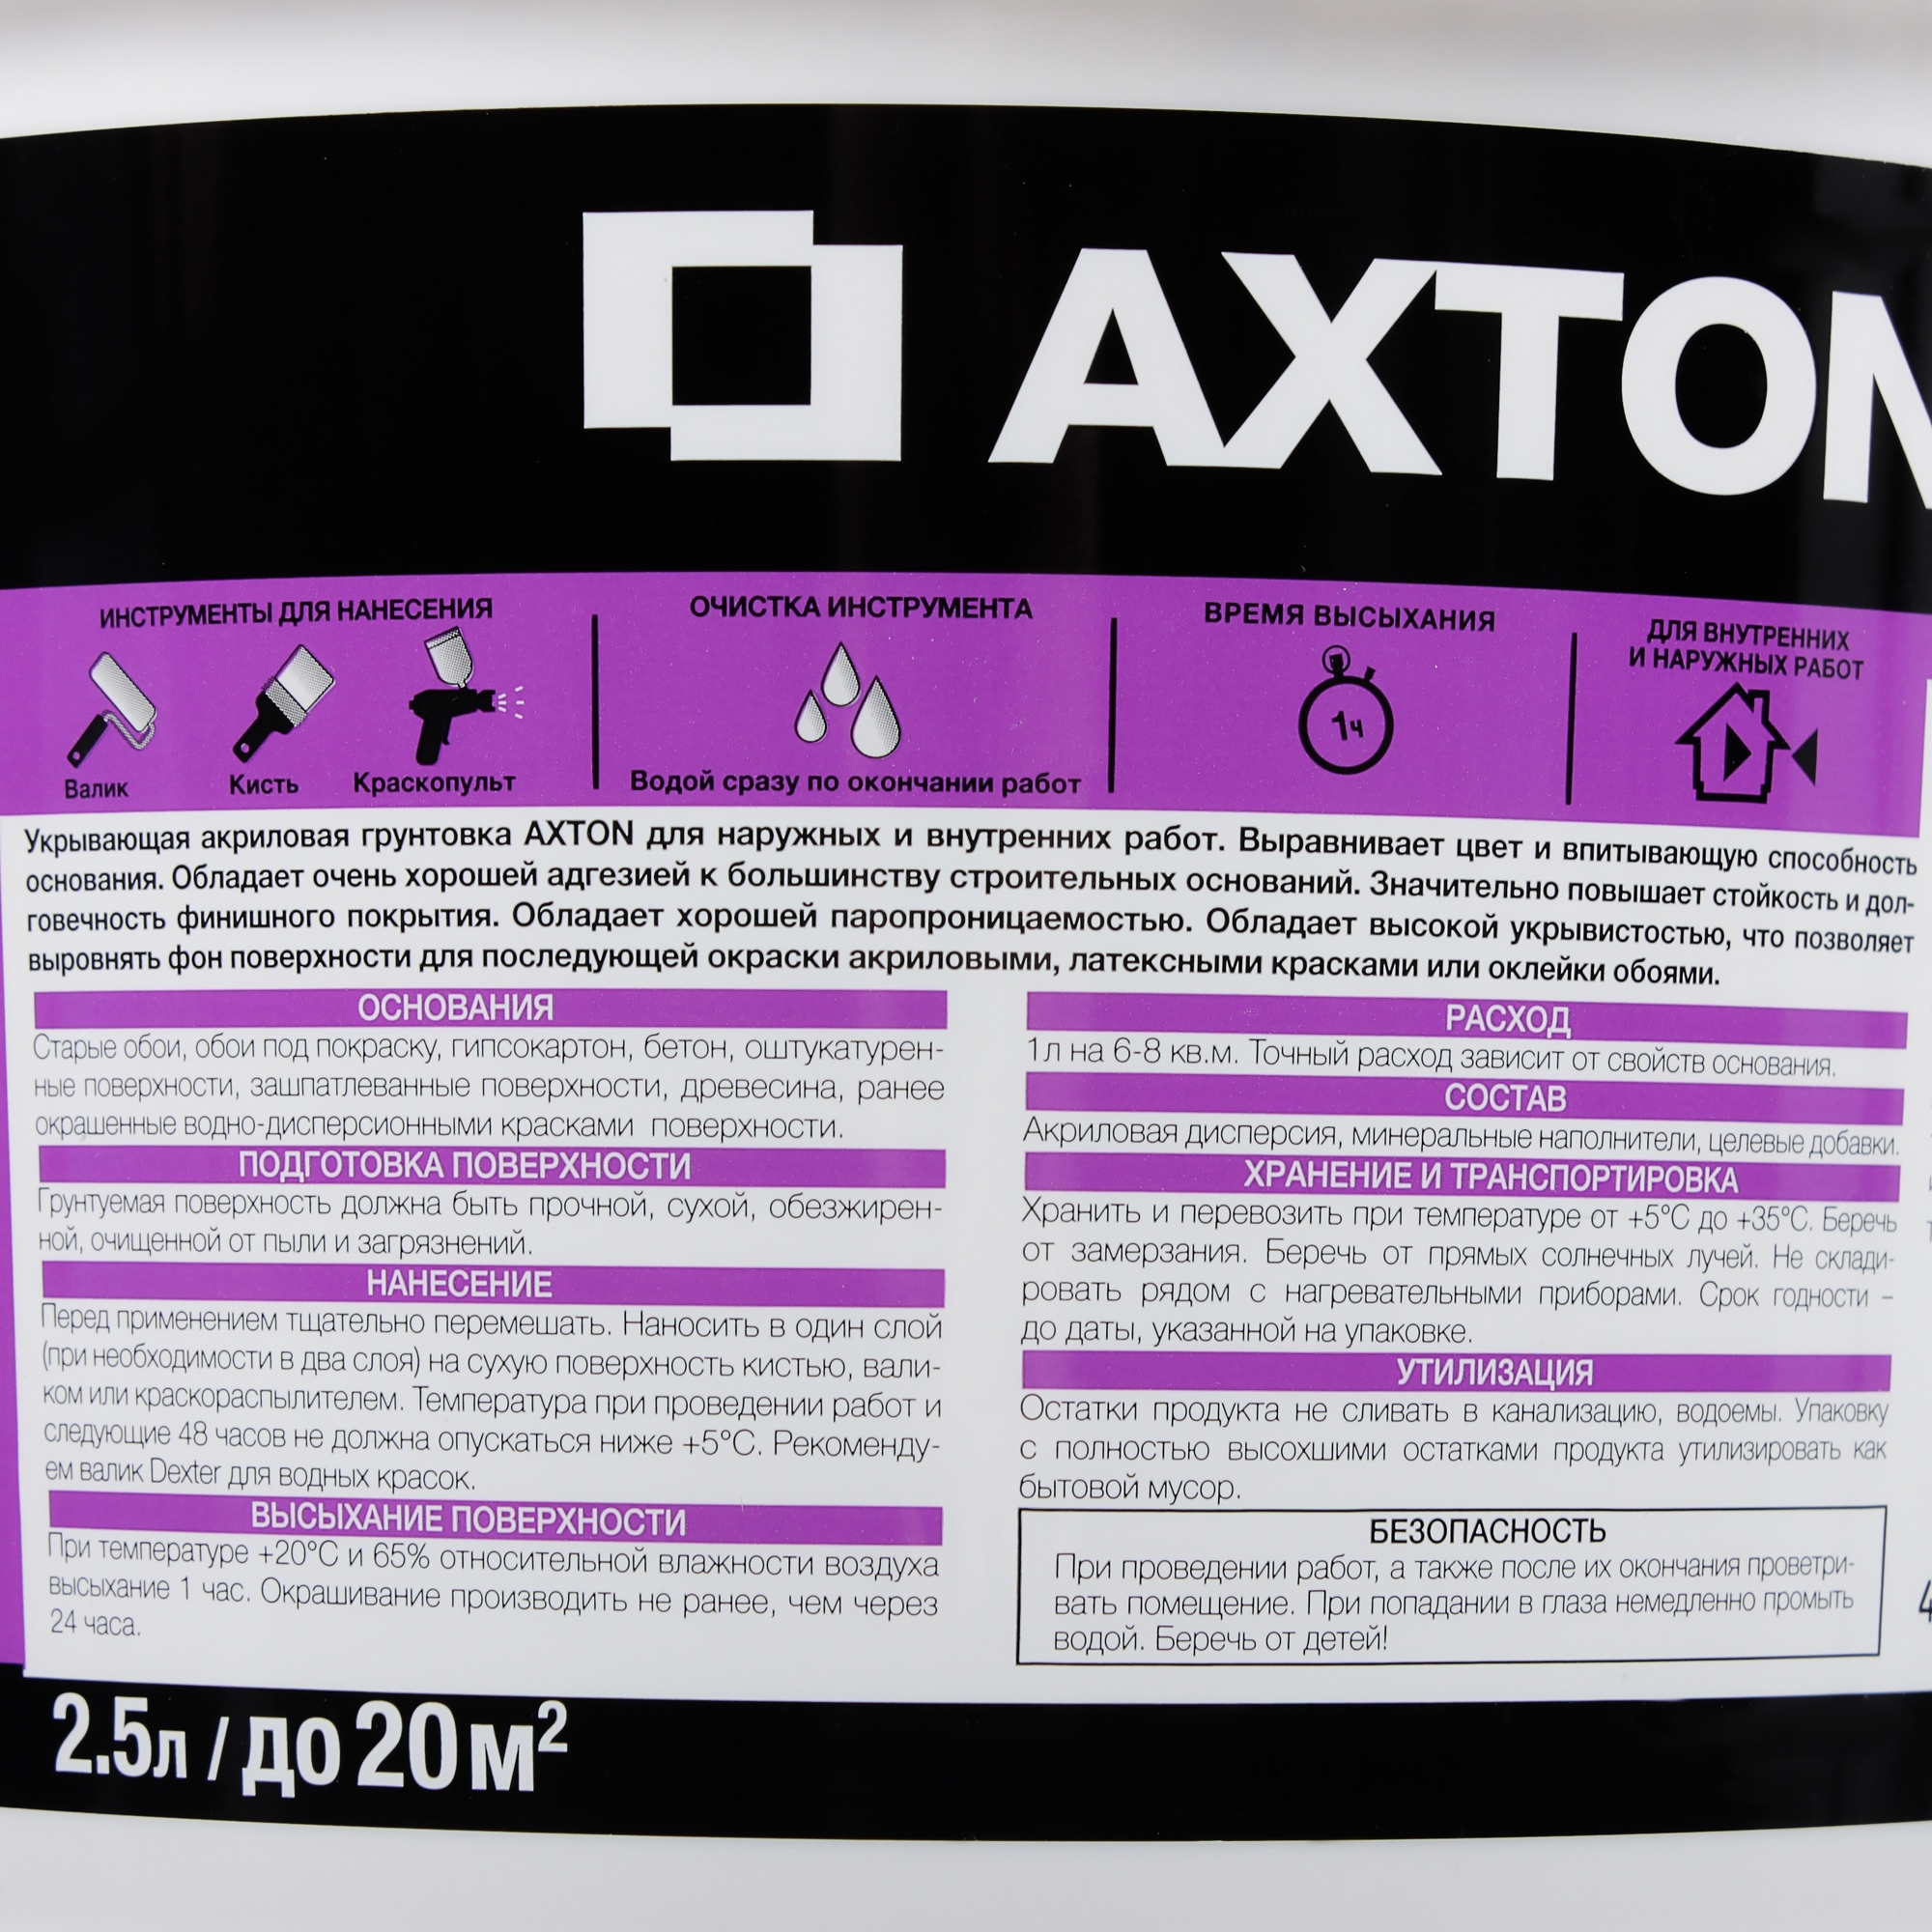 AXTON
ИНСТРУМЕНТЫ ДЛЯ НАНЕСЕНИЯ
Валик
Кисть
Краскопульт
ОЧИСТКА ИНСТРУМЕНТА
Водой сразу по окончании работ
ВРЕМЯ ВЫСЫХАНИЯ
1ч
ДЛЯ ВНУТРЕННИХ
И НАРУЖНЫХ РАБОТ
Укрывающая акриловая грунтовка AXTON для наружных и внутренних работ. Выравнивает цвет и впитывающую способность
основания. Обладает очень хорошей адгезией к большинству строительных оснований. Значительно повышает стойкость и дол-
говечность финишного покрытия. Обладает хорошей паропроницаемостью. Обладает высокой укрывистостью, что позволяет
выровнять фон поверхности для последующей окраски акриловыми, латексными красками или оклейки обоями.
ОСНОВАНИЯ
Старые обои, обои под покраску, гипсокартон, бетон, оштукатурен-
ные поверхности, зашпатлеванные поверхности, древесина, ранее
окрашенные водно-дисперсионными красками поверхности.
ПОДГОТОВКА ПОВЕРХНОСТИ
Грунтуемая поверхность должна быть прочной, сухой, обезжирен-
ной, очищенной от пыли и загрязнений.
НАНЕСЕНИЕ
Перед применением тщательно перемешать. Наносить в один слой
(при необходимости в два слоя) на сухую поверхность кистью, вали-
ком или краскораспылителем. Температура при проведении работ и
следующие 48 часов не должна опускаться ниже +5°С. Рекоменду-
ем валик Dexter для водных красок.
ВЫСЫХАНИЕ ПОВЕРХНОСТИ
При температуре +20°С и 65% относительной влажности воздуха
высыхание 1 час. Окрашивание производить не ранее, чем через
24 часа.
РАСХОД
1л на 6-8 кв.м. Точный расход зависит от свойств основания.
СОСТАВ
Акриловая дисперсия, минеральные наполнители, целевые добавки.
ХРАНЕНИЕ И ТРАНСПОРТИРОВКА
Хранить и перевозить при температуре от +5°С до +35°С. Беречь
от замерзания. Беречь от прямых солнечных лучей. Не склади-
ровать рядом с нагревательными приборами. Срок годности –
до даты, указанной на упаковке.
УТИЛИЗАЦИЯ
Остатки продукта не сливать в канализацию, водоемы. Упаковку
с полностью высохшими остатками продукта утилизировать как
бытовой мусор.
БЕЗОПАСНОСТЬ
При проведении работ, а также после их окончания проветри-
вать помещение. При попадании в глаза немедленно промыть
водой. Беречь от детей!
2.5л / до 20 м²